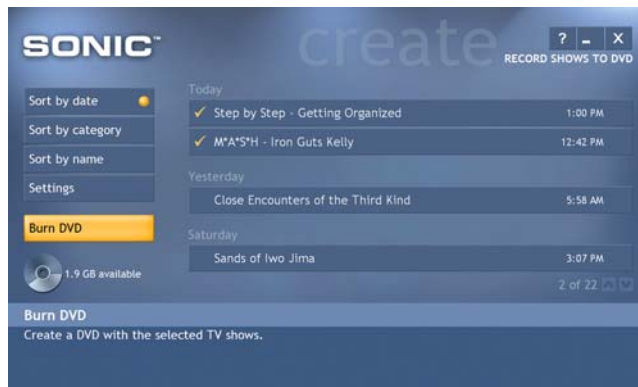 SONIC™
create
? – X
RECORD SHOWS TO DVD
Sort by date
Sort by category
Sort by name
Settings
Burn DVD
1.9 GB available
Today
Step by Step - Getting Organized 1:00 PM
M*A*S*H - Iron Guts Kelly 12:42 PM
Yesterday
Close Encounters of the Third Kind 5:58 AM
Saturday
Sands of Iwo Jima 3:07 PM
2 of 22
Burn DVD
Create a DVD with the selected TV shows.